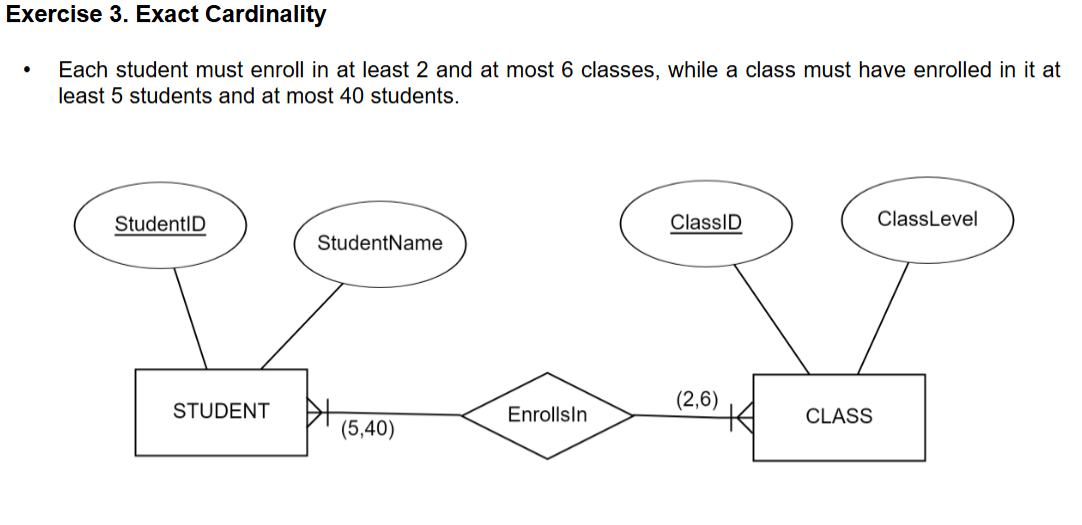 Exercise 3. Exact Cardinality
• Each student must enroll in at least 2 and at most 6 classes, while a class must have enrolled in it at
least 5 students and at most 40 students.
StudentID
StudentName
ClassID
ClassLevel
STUDENT
(5,40)
EnrollsIn
(2,6)
CLASS